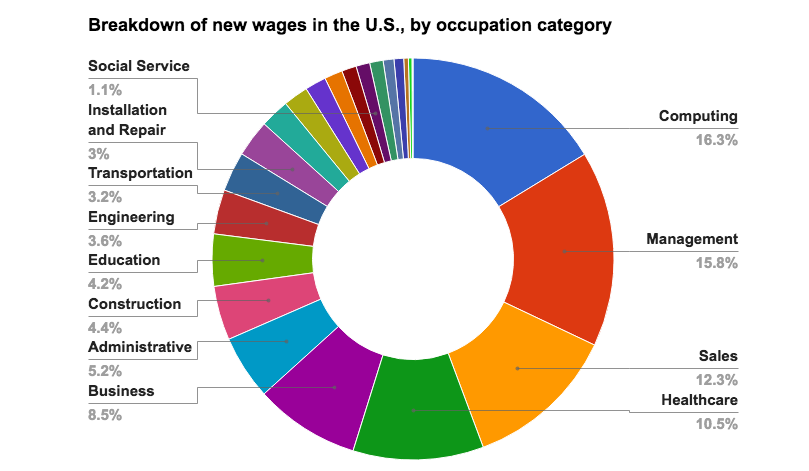 Breakdown of new wages in the U.S., by occupation category
Social Service
1.1%
Installation
and Repair
3%
Transportation
3.2%
Engineering
3.6%
Education
4.2%
Construction
4.4%
Administrative
5.2%
Business
8.5%
Computing
16.3%
Management
15.8%
Sales
12.3%
Healthcare
10.5%